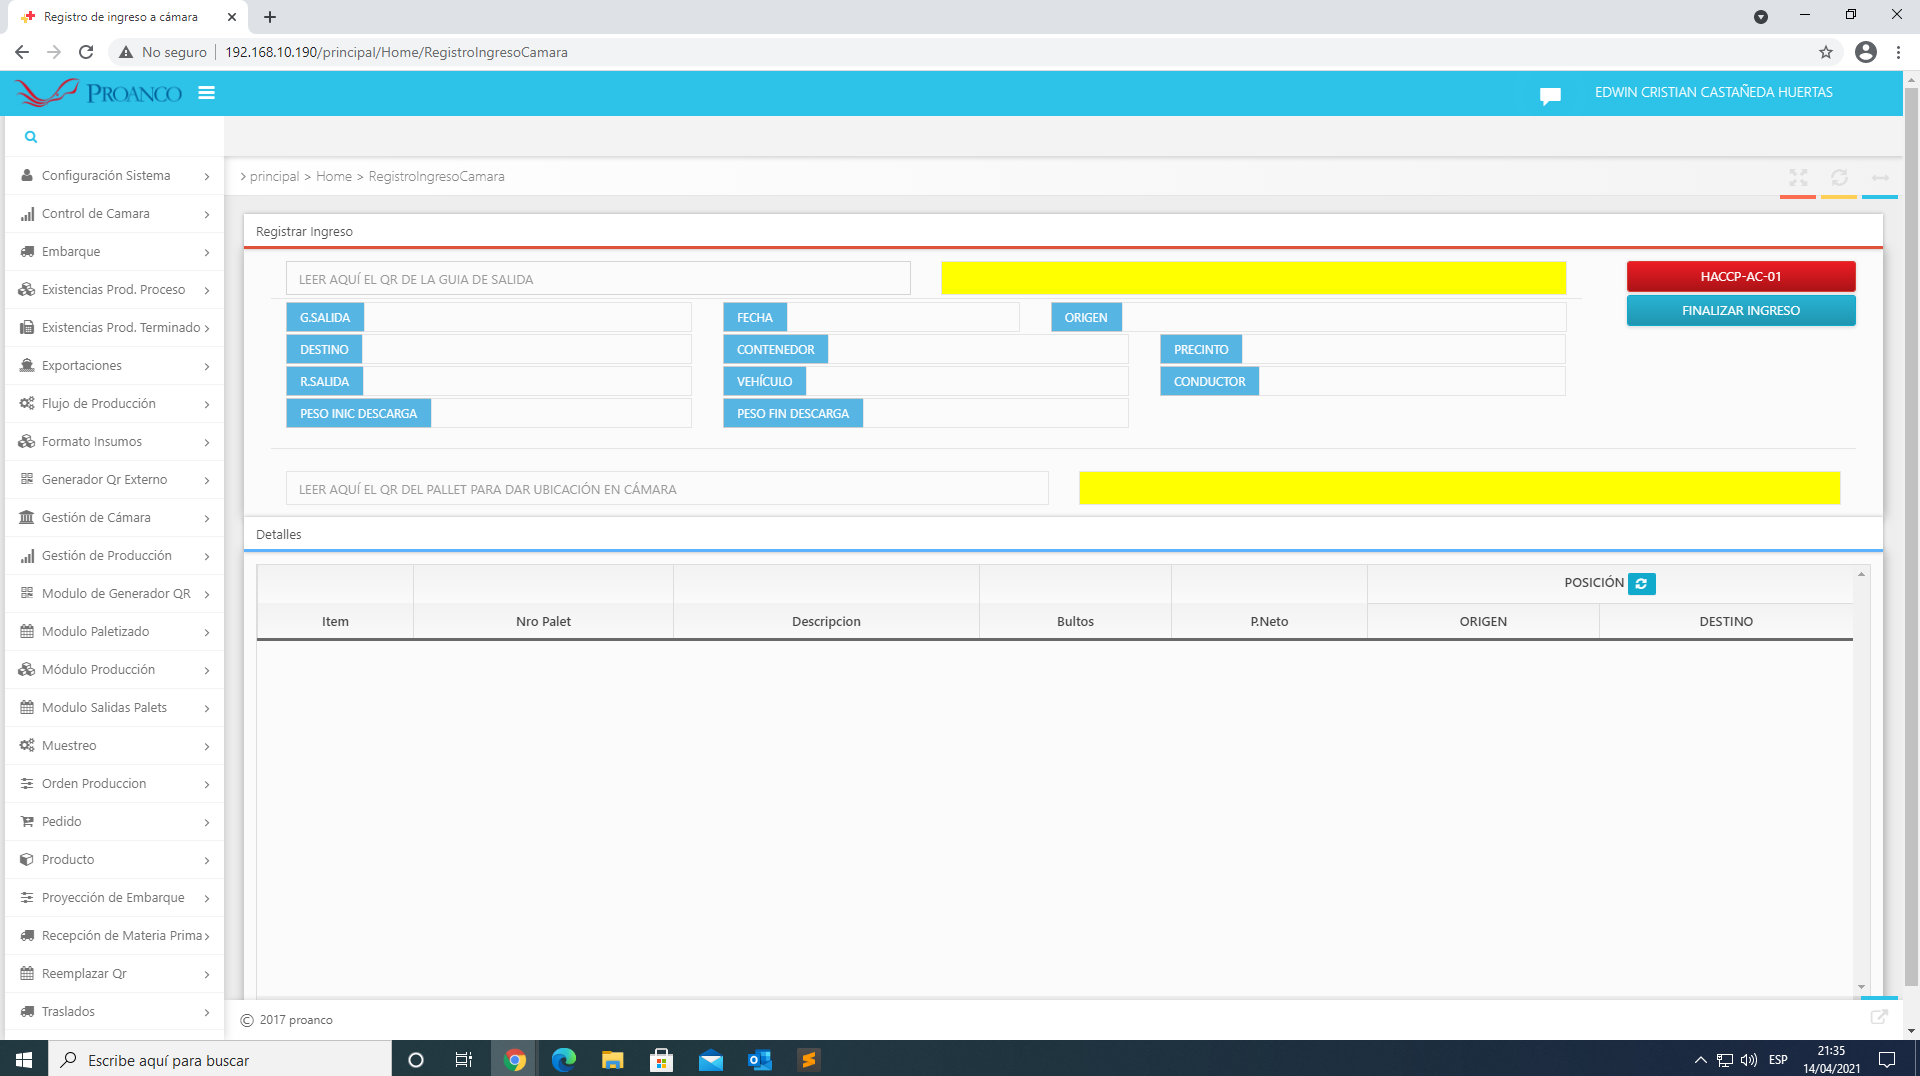 Registro de ingreso a cámara
No seguro
192.168.10.190/principal/Home/RegistroIngresoCamara
PROANCO
EDWIN CRISTIAN CASTAÑEDA HUERTAS
Configuración Sistema
Control de Camara
Embarque
Existencias Prod. Proceso
Existencias Prod. Terminado
Exportaciones
Flujo de Producción
Formato Insumos
Generador Qr Externo
Gestión de Cámara
Gestión de Producción
Modulo de Generador QR
Modulo Paletizado
Módulo Producción
Modulo Salidas Palets
Muestreo
Orden Produccion
Pedido
Producto
Proyección de Embarque
Recepción de Materia Prima
Reemplazar Qr
Traslados
> principal > Home > RegistroIngresoCamara
Registrar Ingreso
LEER AQUÍ EL QR DE LA GUIA DE SALIDA
HACCP-AC-01
FINALIZAR INGRESO
G.SALIDA FECHA ORIGEN
DESTINO CONTENEDOR PRECINTO
R.SALIDA VEHÍCULO CONDUCTOR
PESO INIC DESCARGA PESO FIN DESCARGA
LEER AQUÍ EL QR DEL PALLET PARA DAR UBICACIÓN EN CÁMARA
Detalles
POSICIÓN
Item Nro Palet Descripcion Bultos P.Neto ORIGEN DESTINO
© 2017 proanco
Escribe aquí para buscar
ESP
21:35
14/04/2021